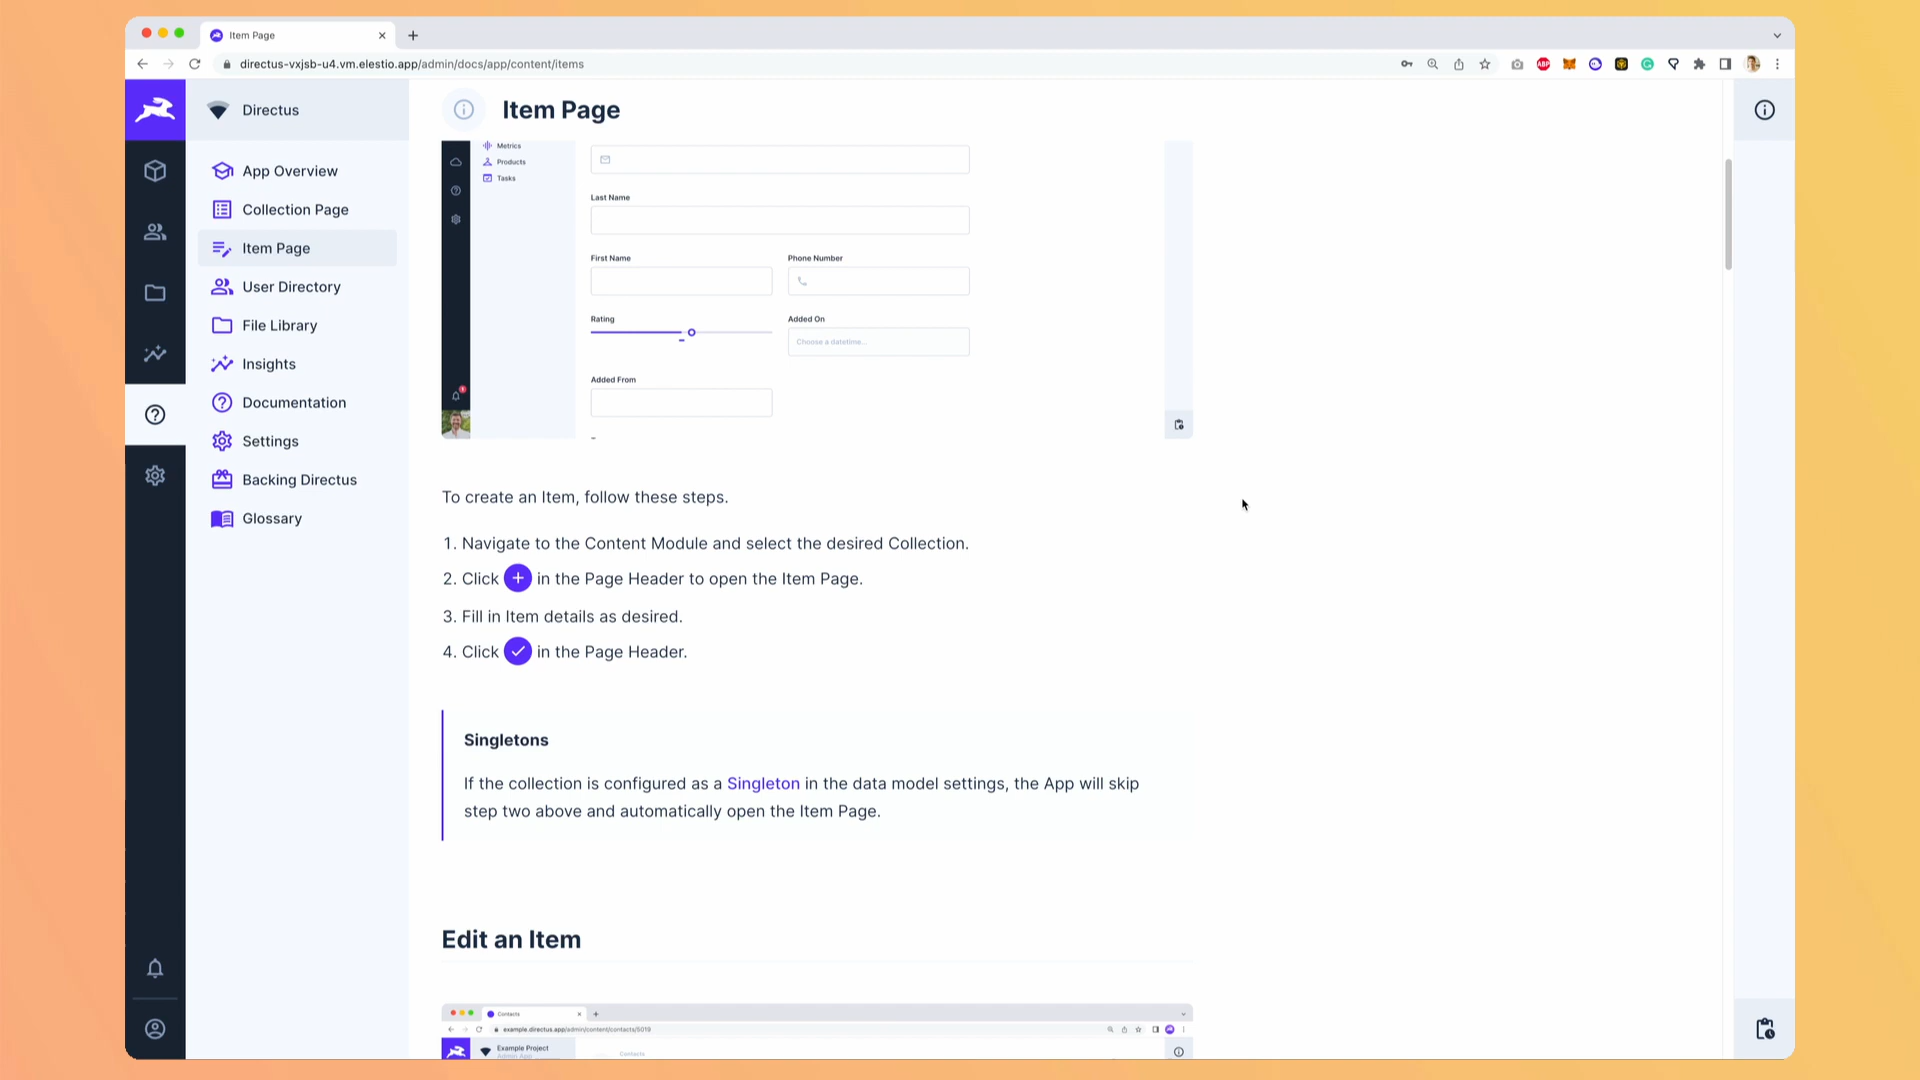 Item Page
directus-vxjsb-u4.vm.elestio.app/admin/docs/app/content/items
ABP
Directus
Item Page
App Overview
Collection Page
Item Page
User Directory
File Library
Insights
Documentation
Settings
Backing Directus
Glossary
Metrics
Products
Tasks
Last Name
First Name
Phone Number
Rating
Added On
Choose a datetime...
Added From
To create an Item, follow these steps.
1. Navigate to the Content Module and select the desired Collection.
2. Click + in the Page Header to open the Item Page.
3. Fill in Item details as desired.
4. Click ✓ in the Page Header.
Singletons
If the collection is configured as a Singleton in the data model settings, the App will skip
step two above and automatically open the Item Page.
Edit an Item
Contacts
example.directus.app/admin/content/contacts/5019
Example Project
Admin App
Contacts